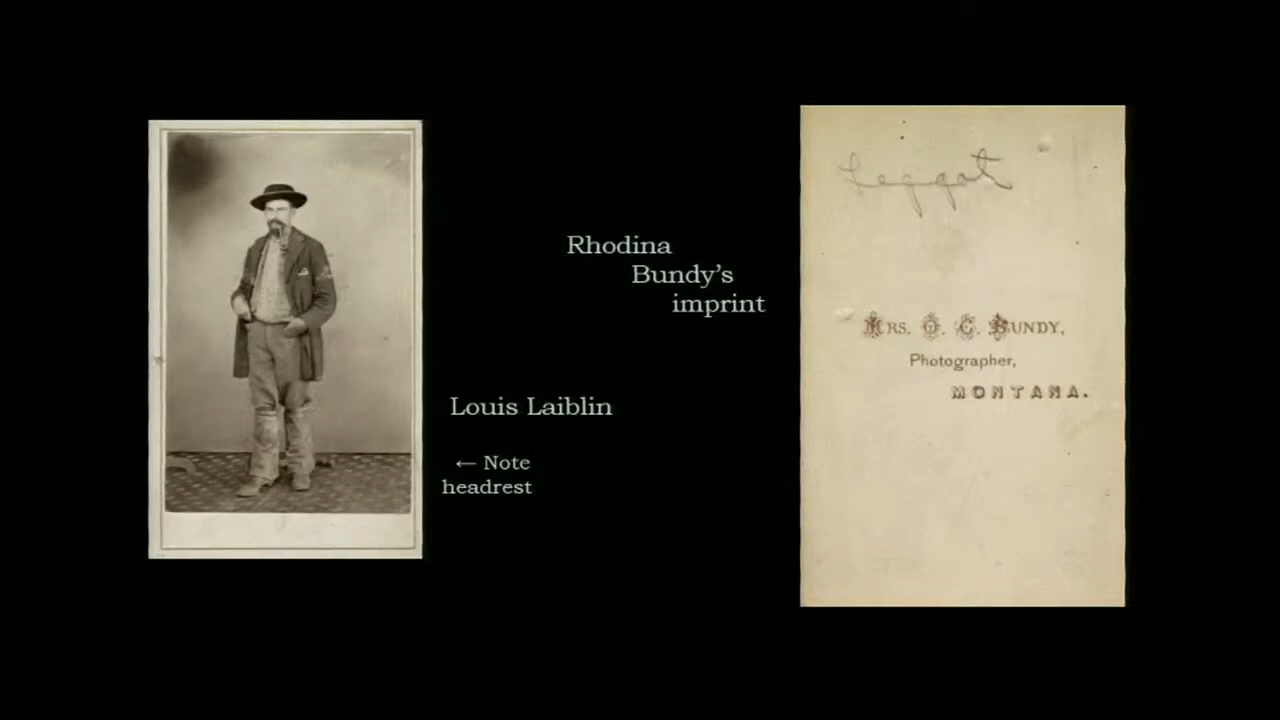 Rhodina
Bundy’s
imprint
Louis Laiblin
← Note
headrest
Leggat
MRS. O. C. BUNDY,
Photographer,
MONTANA.